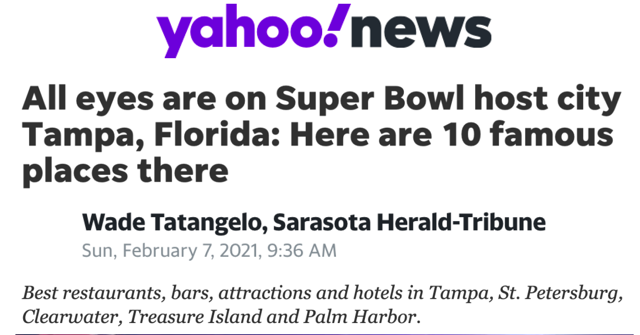 yahoo!news
All eyes are on Super Bowl host city
Tampa, Florida: Here are 10 famous
places there
Wade Tatangelo, Sarasota Herald-Tribune
Sun, February 7, 2021, 9:36 AM
Best restaurants, bars, attractions and hotels in Tampa, St. Petersburg,
Clearwater, Treasure Island and Palm Harbor.